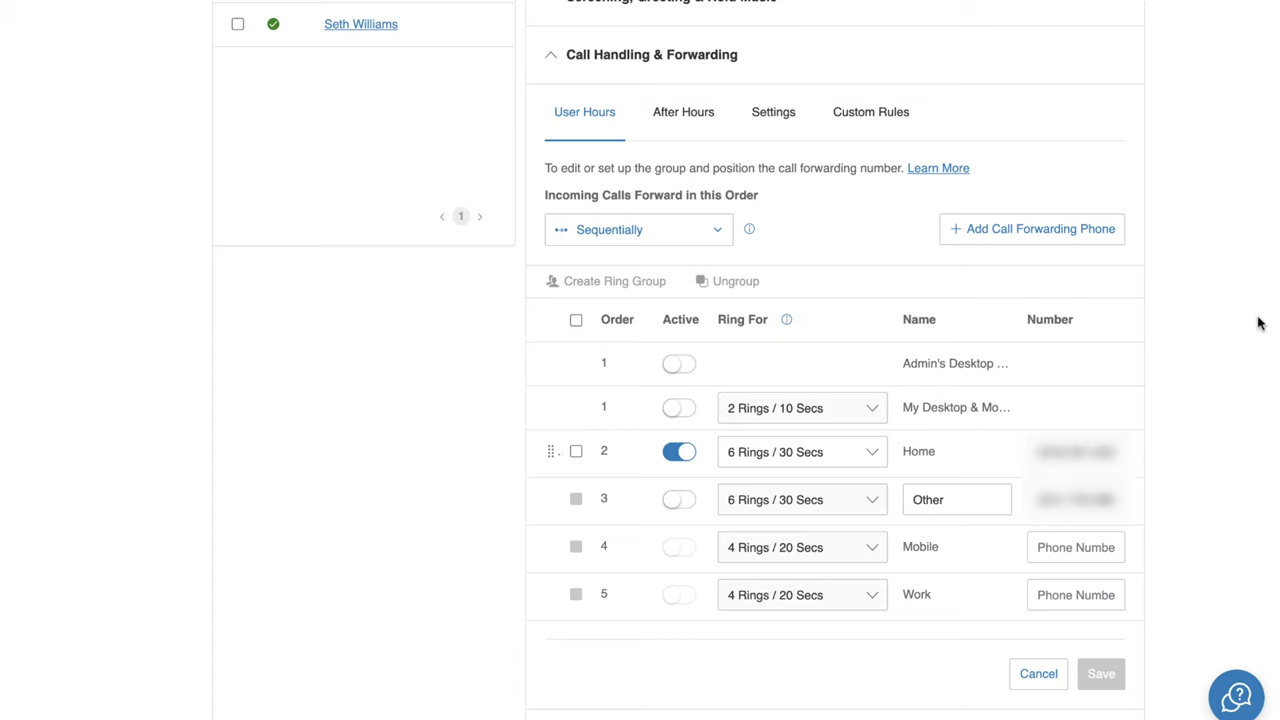 Seth Williams
1
Screening, Greeting & Hold Music
Call Handling & Forwarding
User Hours After Hours Settings Custom Rules
To edit or set up the group and position the call forwarding number. Learn More
Incoming Calls Forward in this Order
Sequentially + Add Call Forwarding Phone
Create Ring Group Ungroup
Order Active Ring For Name Number
1 Admin's Desktop ...
1 2 Rings / 10 Secs My Desktop & Mo...
2 6 Rings / 30 Secs Home
3 6 Rings / 30 Secs Other
4 4 Rings / 20 Secs Mobile Phone Numbe
5 4 Rings / 20 Secs Work Phone Numbe
Cancel Save